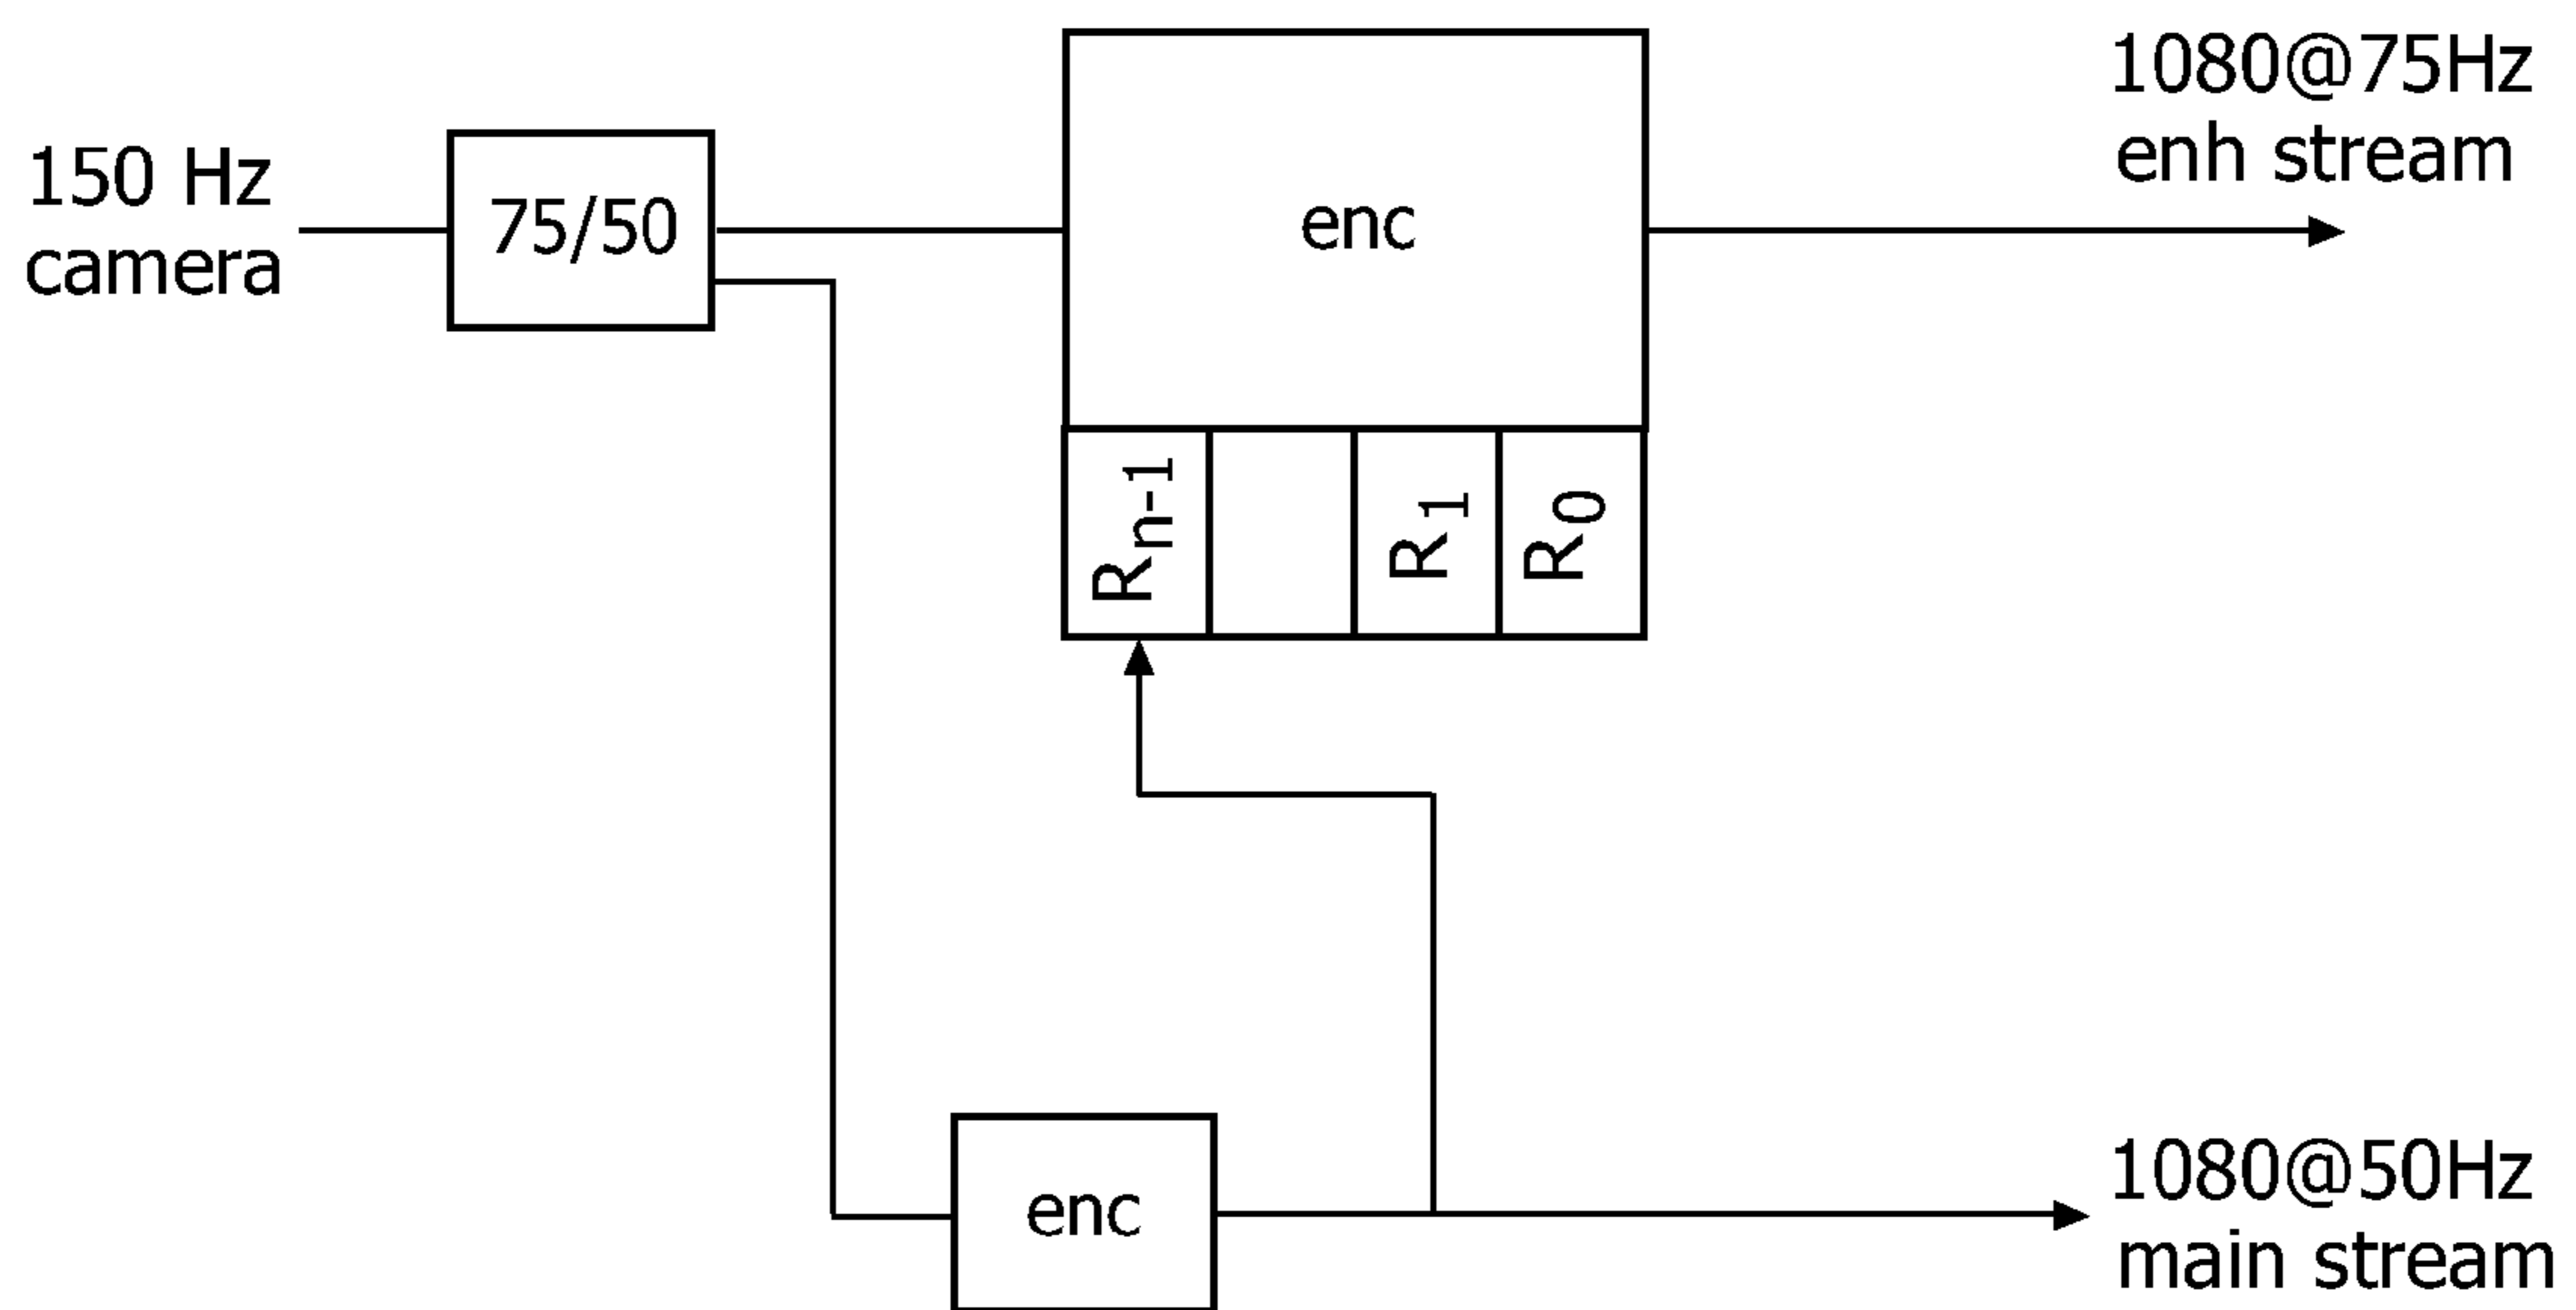 150 Hz
camera
75/50
enc
1080@75Hz
enh stream
Rn-1
R1
R0
enc
1080@50Hz
main stream